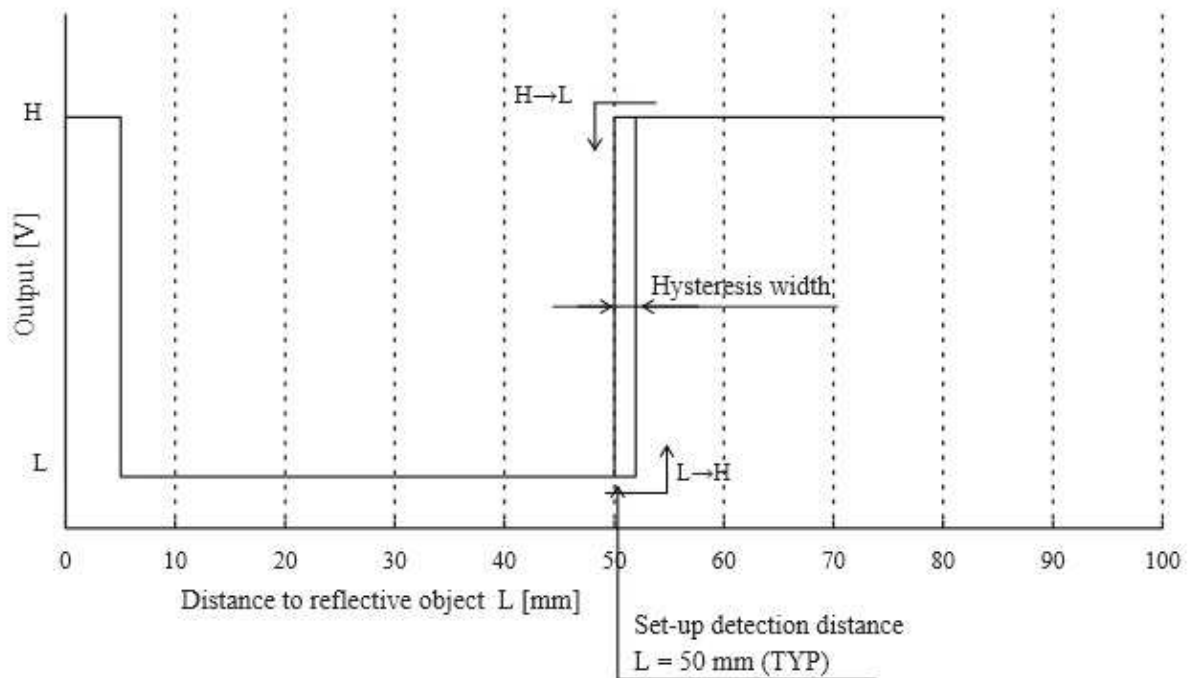 H→L
H
Output [V]
Hysteresis width
L
L→H
0 10 20 30 40 50 60 70 80 90 100
Distance to reflective object L [mm]
Set-up detection distance
L = 50 mm (TYP)